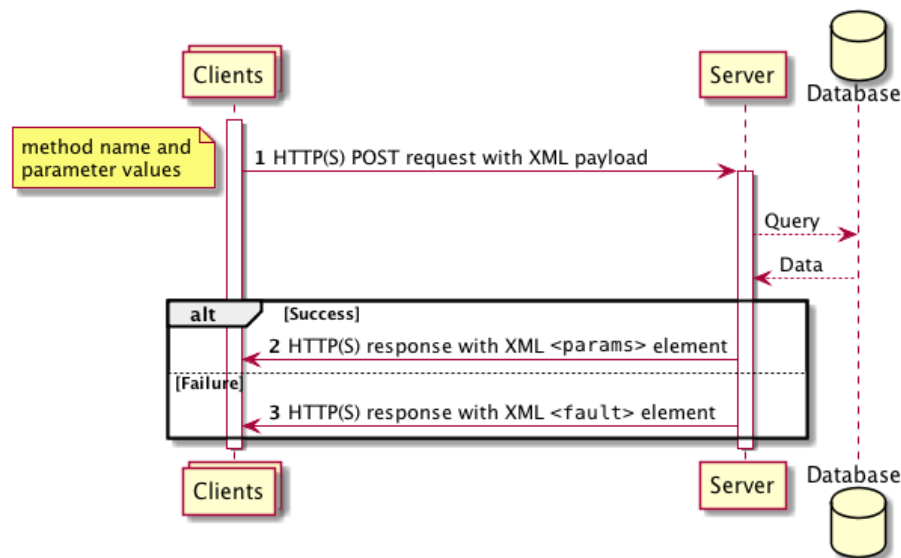 Clients
Server
Database
method name and
parameter values
1 HTTP(S) POST request with XML payload
Query
Data
alt
[Success]
2 HTTP(S) response with XML <params> element
[Failure]
3 HTTP(S) response with XML <fault> element
Clients
Server
Database